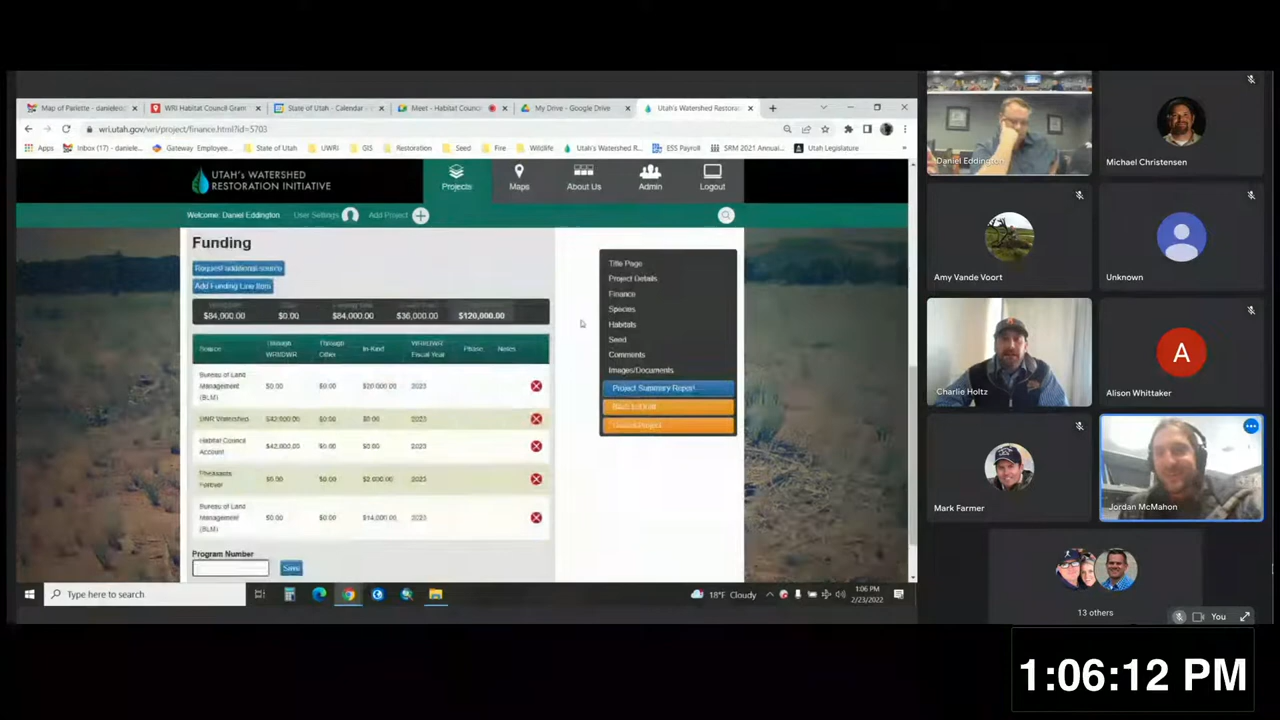 Map of Parlette - danieleo
WRI Habitat Council Gram
State of Utah - Calendar -
Meet - Habitat Counci
My Drive - Google Drive
Utah's Watershed Restora
wri.utah.gov/wri/project/finance.html?id=5703
Apps
Inbox (17) - daniele...
Gateway Employee...
State of Utah
UWRI
GIS
Restoration
Seed
Fire
Wildlife
Utah's Watershed R...
ESS Payroll
SRM 2021 Annual...
Utah Legislature
UTAH'S WATERSHED
RESTORATION INITIATIVE
Projects
Maps
About Us
Admin
Logout
Welcome: Daniel Eddington
User Settings
Add Project
Funding
Request additional source
Add Funding Line Item
$84,000.00 $0.00 $84,000.00 $36,000.00 $120,000.00
Source
Through
WRI/DWR
Through
Other
In-Kind
WRI/DWR
Fiscal Year
Phase
Notes
Bureau of Land
Management
(BLM)
$0.00 $0.00 $20,000.00 2023
DNR Watershed $42,000.00 $0.00 $0.00 2023
Habitat Council
Account
$42,000.00 $0.00 $0.00 2023
Pheasants
Forever
$0.00 $0.00 $2,000.00 2023
Bureau of Land
Management
(BLM)
$0.00 $0.00 $14,000.00 2023
Program Number
Save
Title Page
Project Details
Finance
Species
Habitats
Seed
Comments
Images/Documents
Project Summary Report
Back to Draft
Cancel Project
Type here to search
18°F Cloudy
1:06 PM
2/23/2022
Daniel Eddington
Michael Christensen
Amy Vande Voort
Unknown
Charlie Holtz
A
Alison Whittaker
Mark Farmer
Jordan McMahon
13 others
You
1:06:12 PM